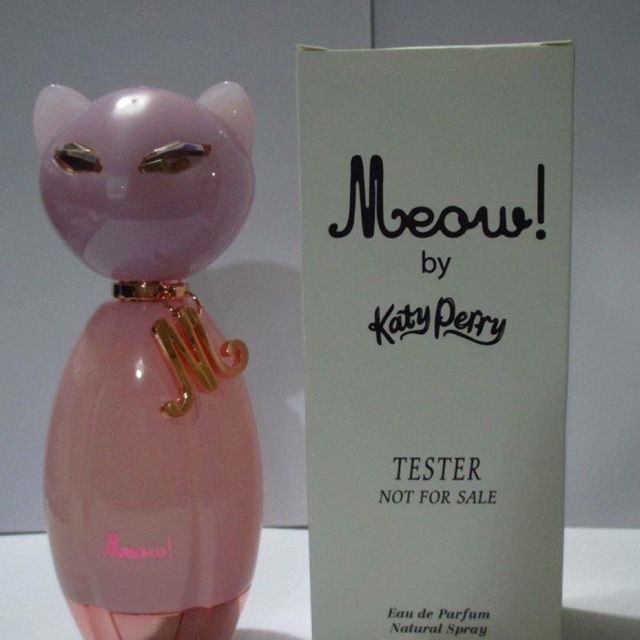 Meow!
by
Katy Perry
TESTER
NOT FOR SALE
Eau de Parfum
Natural Spray
M
Meow!